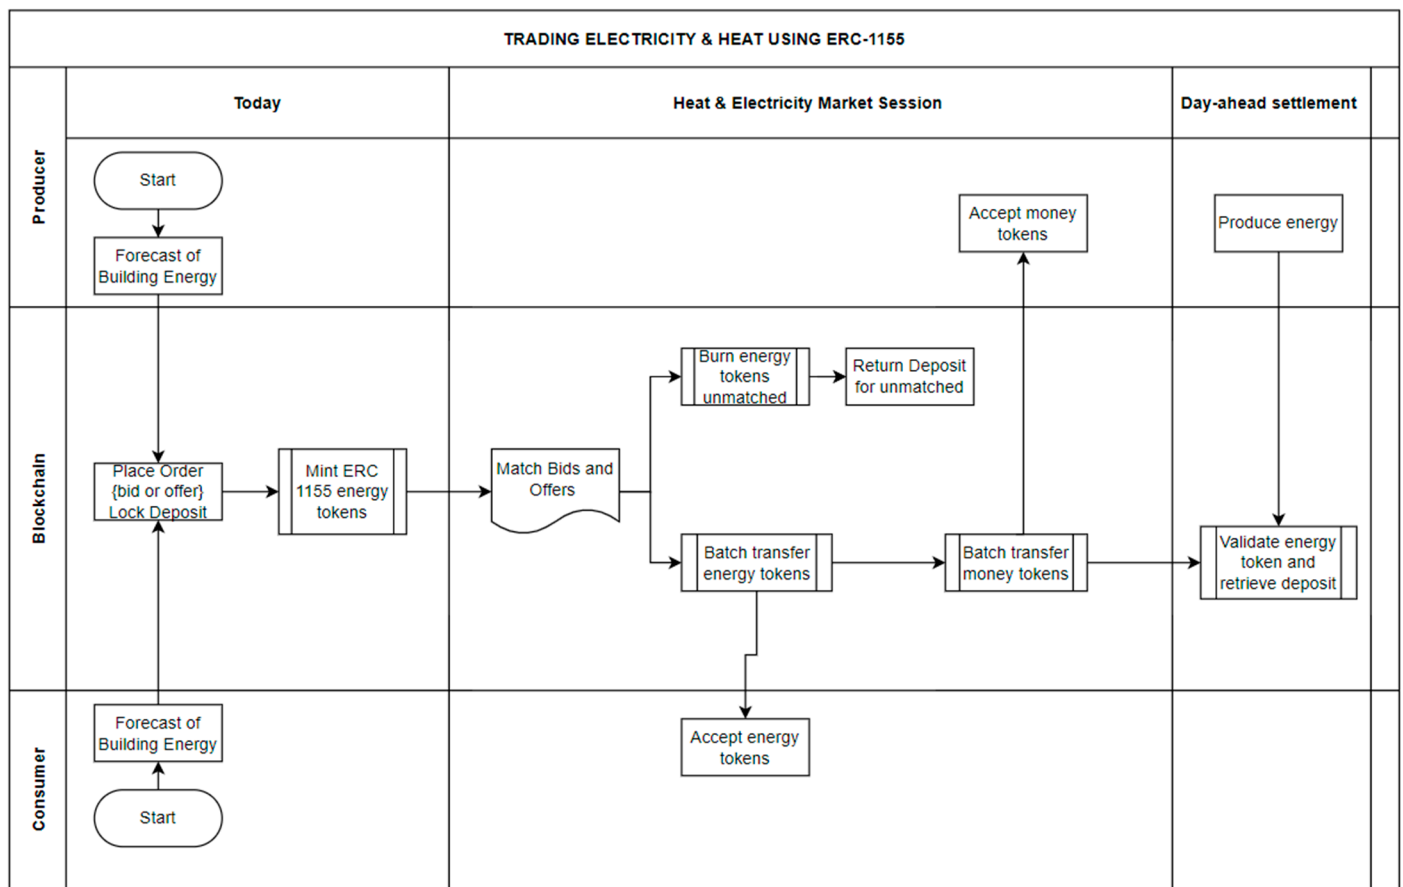 TRADING ELECTRICITY & HEAT USING ERC-1155
Today
Heat & Electricity Market Session
Day-ahead settlement
Producer
Start
Forecast of
Building Energy
Accept money
tokens
Produce energy
Blockchain
Place Order
{bid or offer}
Lock Deposit
Mint ERC
1155 energy
tokens
Match Bids and
Offers
Burn energy
tokens
unmatched
Return Deposit
for unmatched
Batch transfer
energy tokens
Batch transfer
money tokens
Validate energy
token and
retrieve deposit
Consumer
Forecast of
Building Energy
Start
Accept energy
tokens